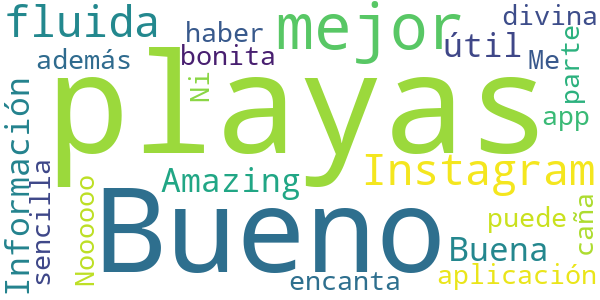 fluida
haber
mejor
divina
además
bonita
útil
Me
parte
playas
Ni
app
Información
sencilla
Amazing
Instagram
Noooooo
Bueno
puede
caña
Buena
encanta
aplicación